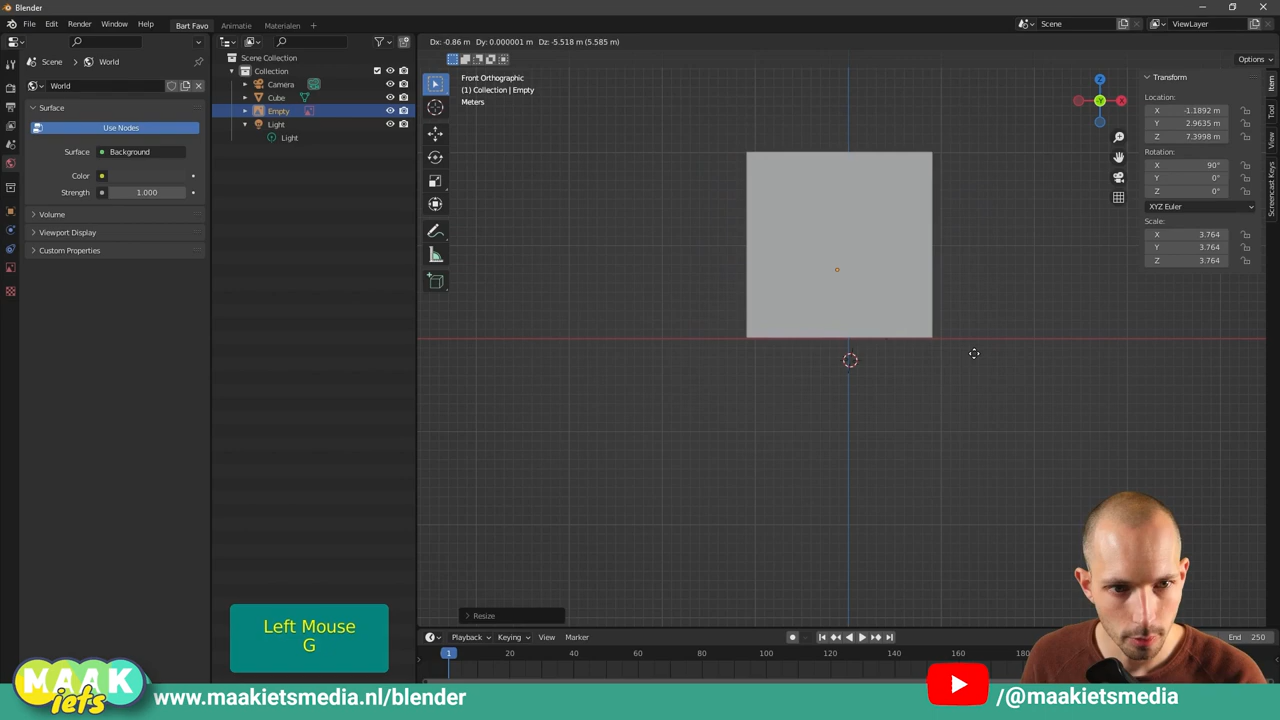 Blender
File Edit Render Window Help Bart Favo Animatie Materialen + Scene ViewLayer
Dx: -0.86 m Dy: 0.000001 m Dz: -5.518 m (5.585 m)
Options
Scene > World
World
Surface
Use Nodes
Surface Background
Color
Strength 1.000
Volume
Viewport Display
Custom Properties
Scene Collection
Collection
Camera
Cube
Empty
Light
Light
Front Orthographic
(1) Collection | Empty
Meters
Z
X
-Y
Transform
Location:
X -1.1892 m
Y 2.9635 m
Z 7.3998 m
Rotation:
X 90°
Y 0°
Z 0°
XYZ Euler
Scale:
X 3.764
Y 3.764
Z 3.764
Item
Tool
View
Screencast Keys
Resize
Playback Keying View Marker
End 250
1 20 40 60 80 100 120 140 160
Left Mouse
G
MAAK
iets
www.maakietsmedia.nl/blender
/@maakietsmedia